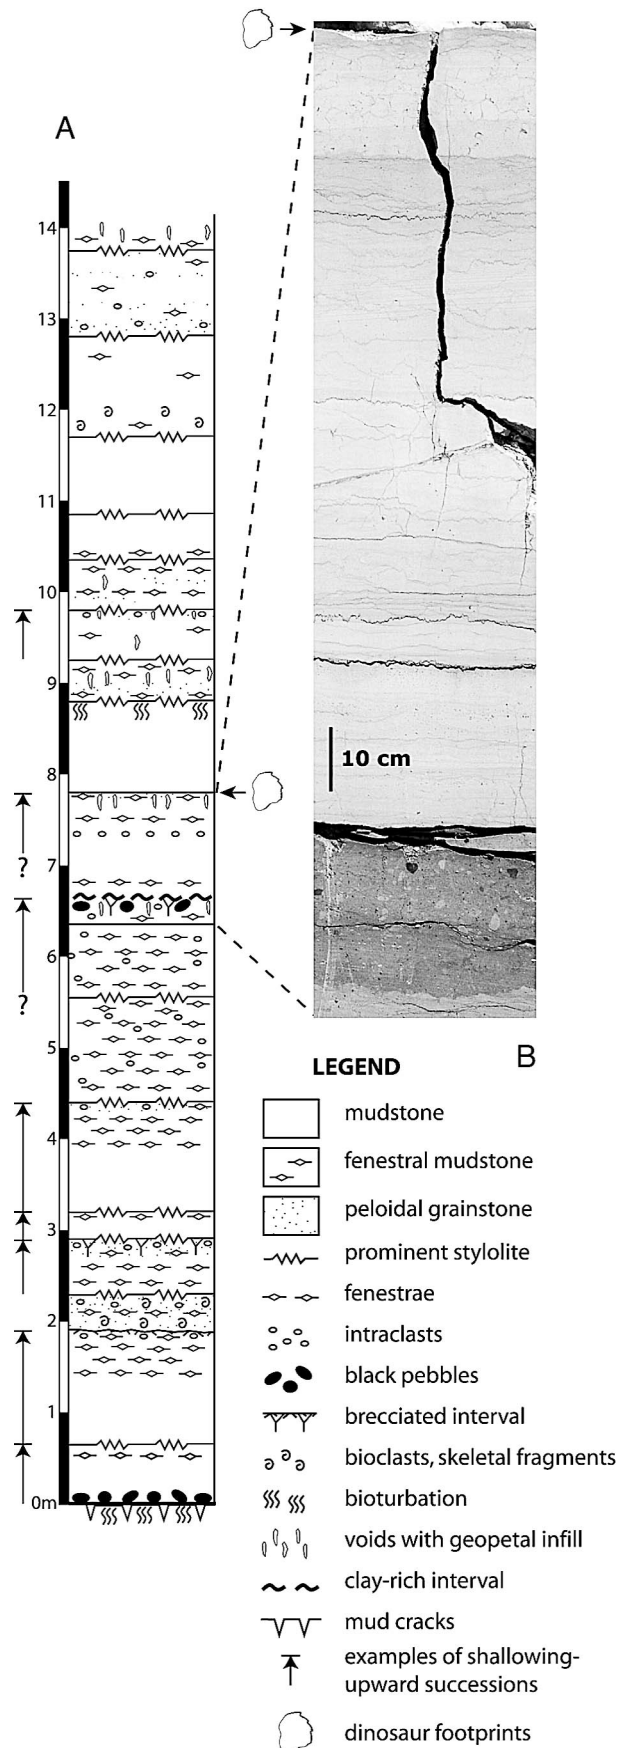 A
14
13
12
11
10
9
8
7
?
6
?
5
4
3
2
1
0m
10 cm
B
LEGEND
mudstone
fenestral mudstone
peloidal grainstone
prominent stylolite
fenestrae
intraclasts
black pebbles
brecciated interval
bioclasts, skeletal fragments
bioturbation
voids with geopetal infill
clay-rich interval
mud cracks
examples of shallowing-
upward successions
dinosaur footprints